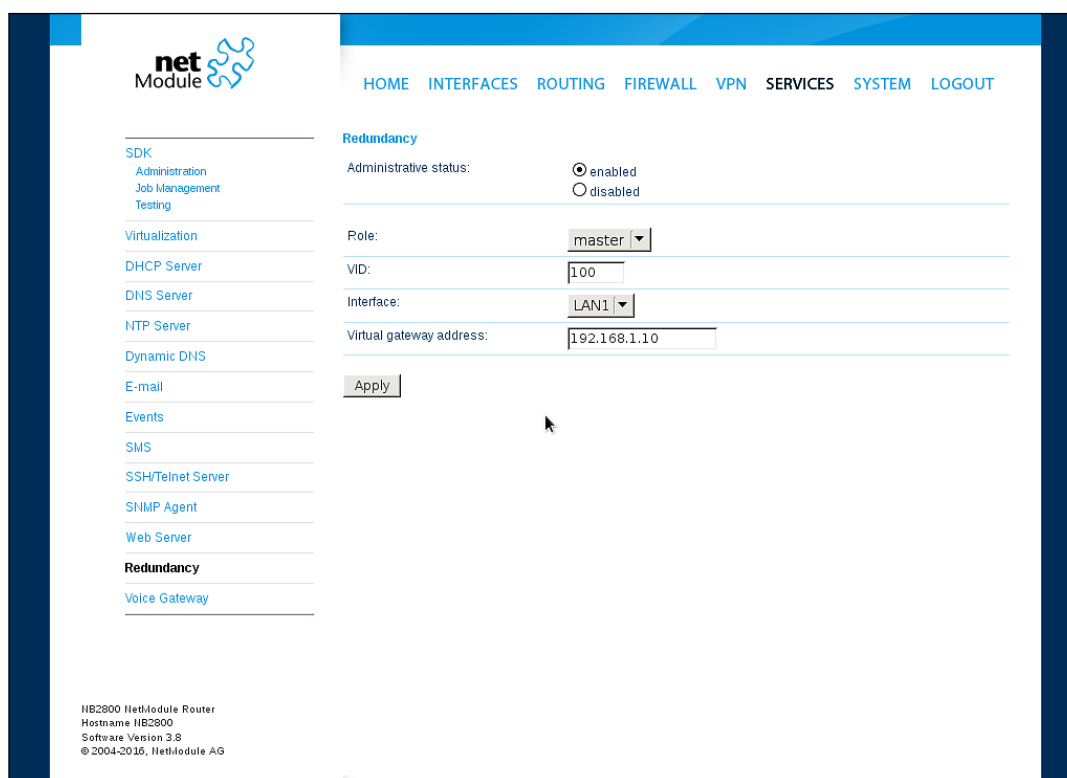 net
Module
HOME INTERFACES ROUTING FIREWALL VPN SERVICES SYSTEM LOGOUT
SDK
Administration
Job Management
Testing
Virtualization
DHCP Server
DNS Server
NTP Server
Dynamic DNS
E-mail
Events
SMS
SSH/Telnet Server
SNMP Agent
Web Server
Redundancy
Voice Gateway
Redundancy
Administrative status:
enabled
disabled
Role: master
VID: 100
Interface: LAN1
Virtual gateway address: 192.168.1.10
Apply
NB2800 NetModule Router
Hostname NB2800
Software Version 3.8
© 2004-2016, NetModule AG